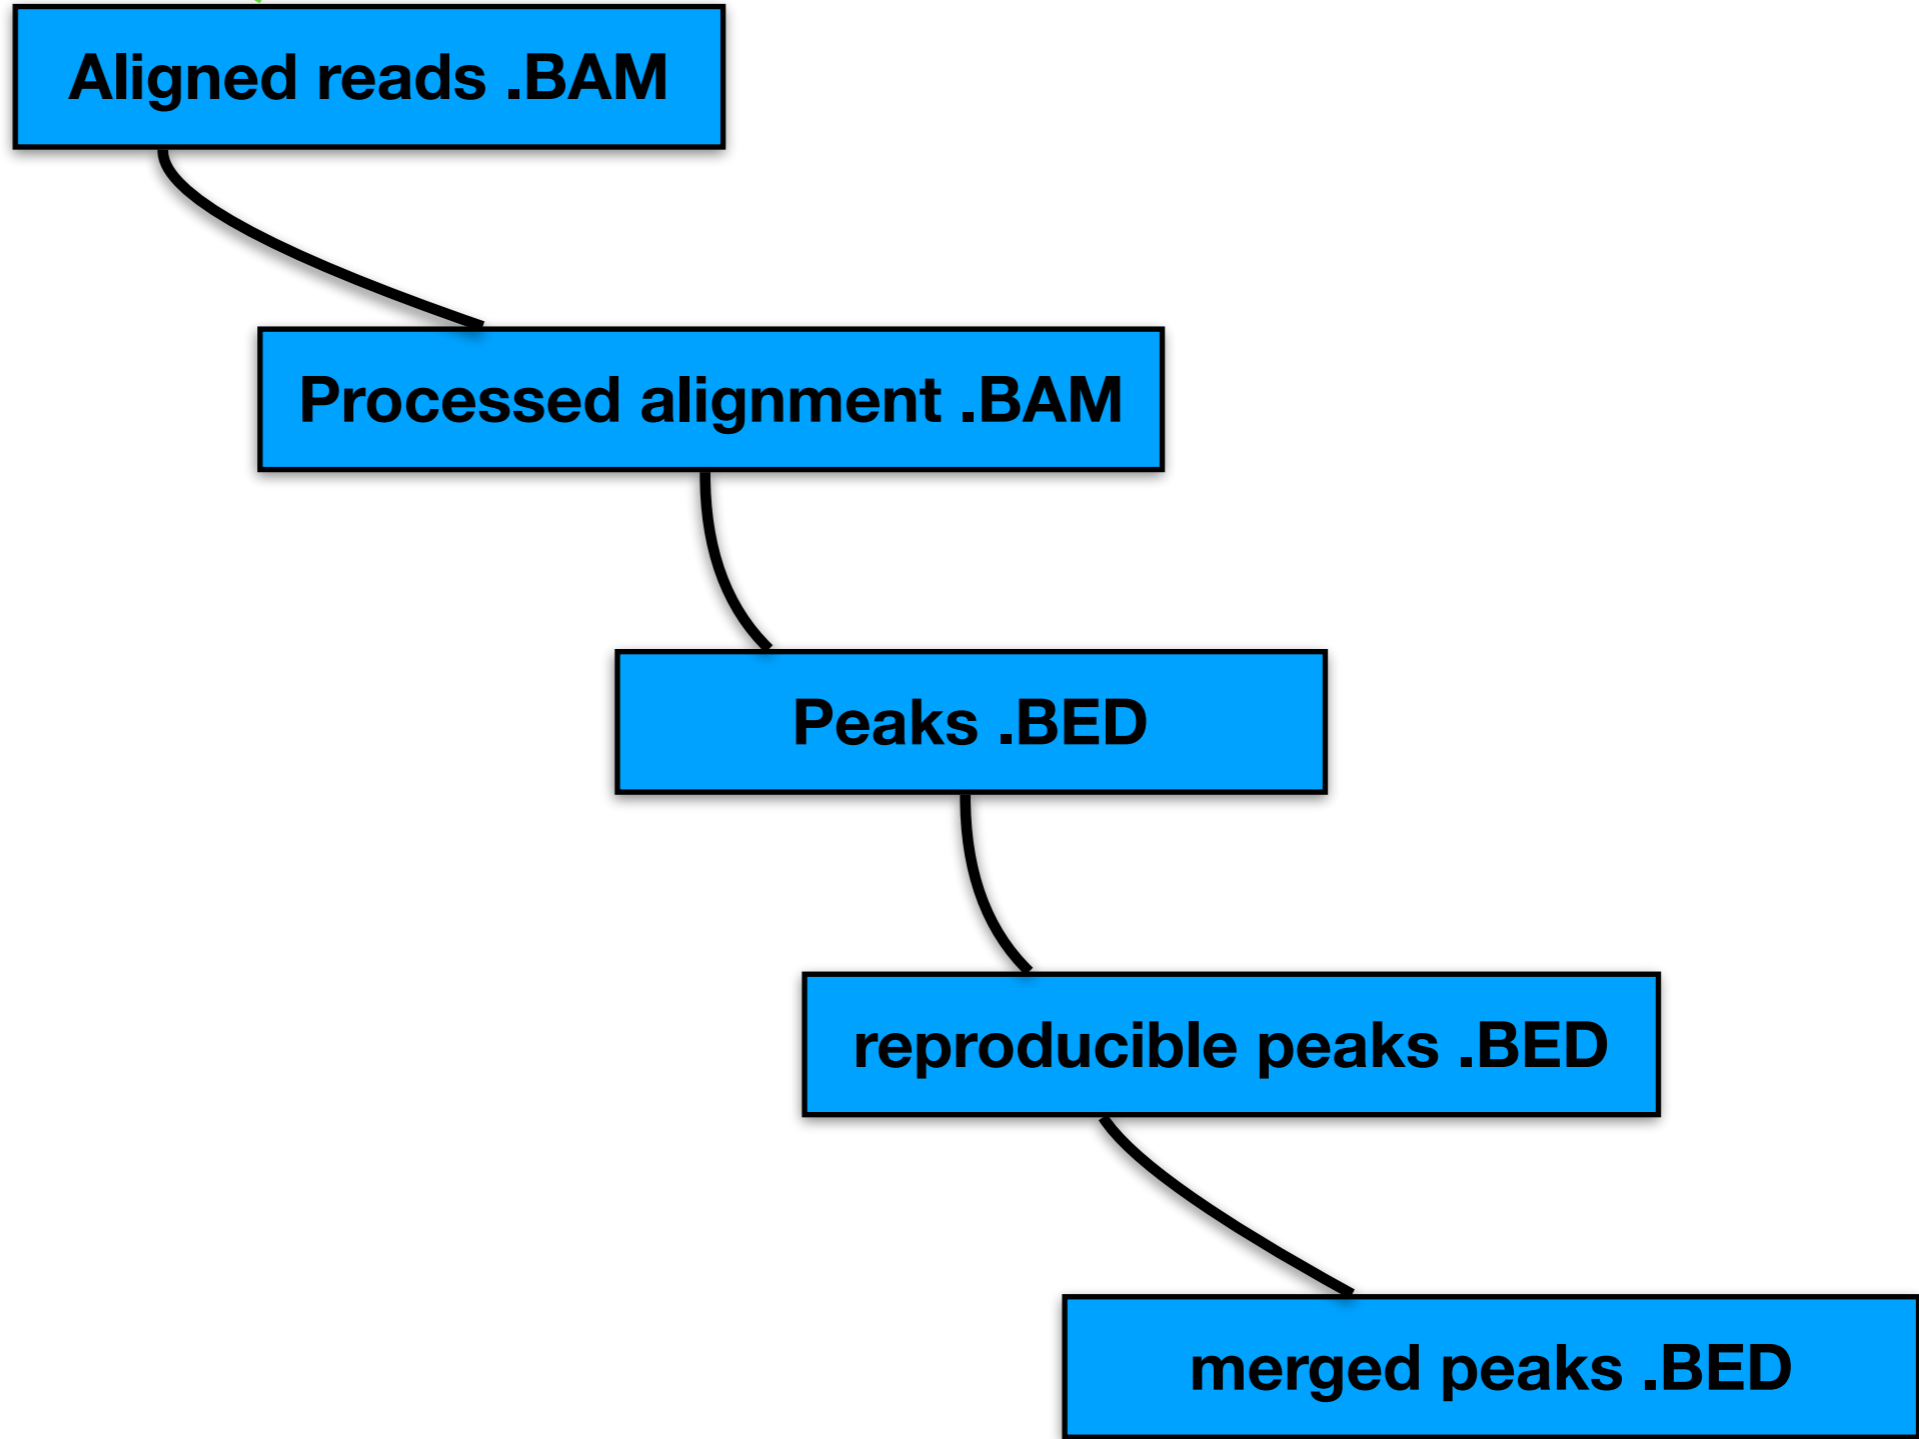 Aligned reads .BAM
Processed alignment .BAM
Peaks .BED
reproducible peaks .BED
merged peaks .BED